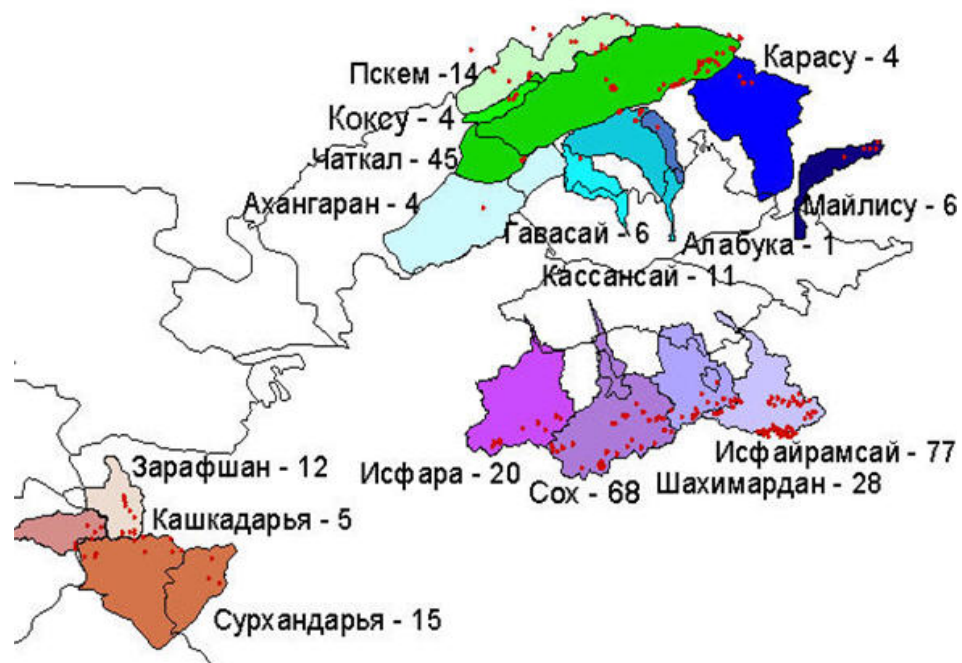 Карасу - 4
Пскем -14
Коксу - 4
Чаткал - 45
Ахангаран - 4
Майлису - 6
Гавасай - 6
Алабука - 1
Кассансай - 11
Исфайрамсай - 77
Исфара - 20
Шахимардан - 28
Сох - 68
Зарафшан - 12
Кашкадарья - 5
Сурхандарья - 15